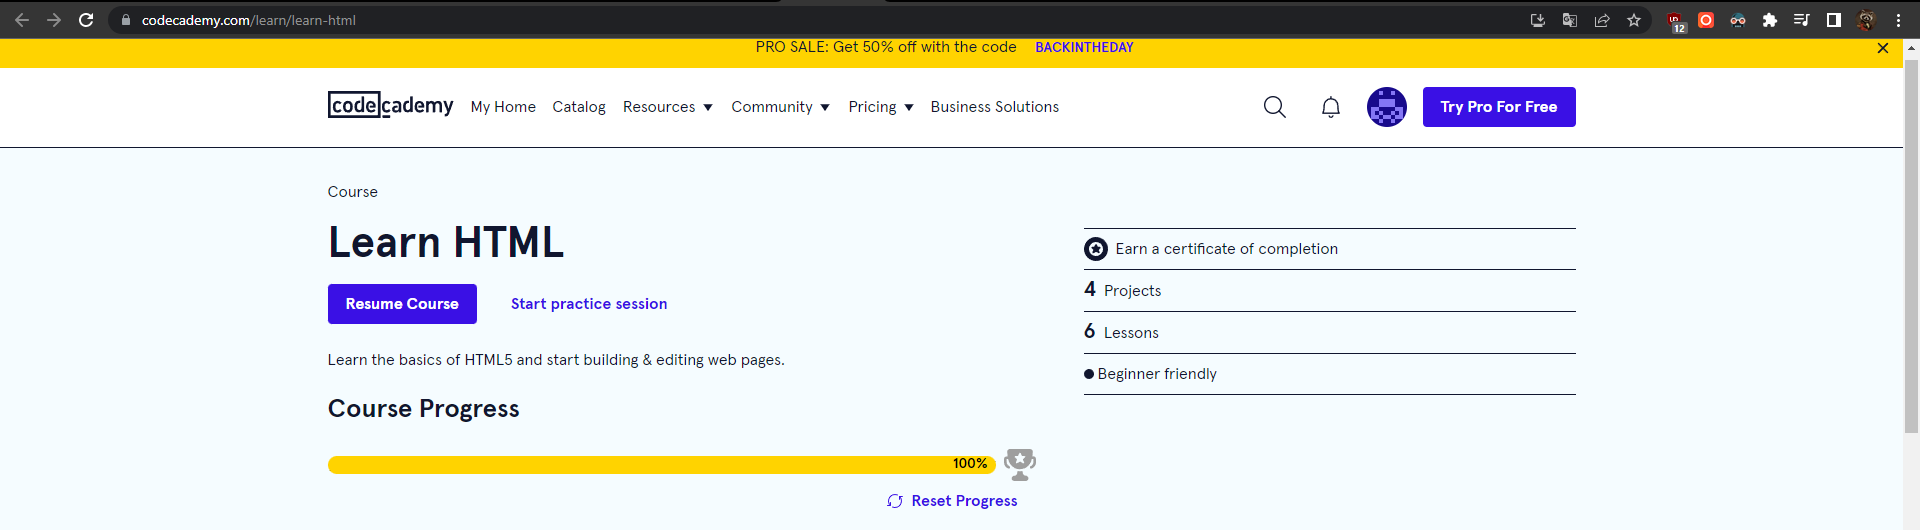 codecademy.com/learn/learn-html
12
PRO SALE: Get 50% off with the code BACKINTHEDAY
codecademy My Home Catalog Resources Community Pricing Business Solutions Try Pro For Free
Course
Learn HTML
Resume Course Start practice session
Learn the basics of HTML5 and start building & editing web pages.
Course Progress
100%
Reset Progress
Earn a certificate of completion
4 Projects
6 Lessons
Beginner friendly